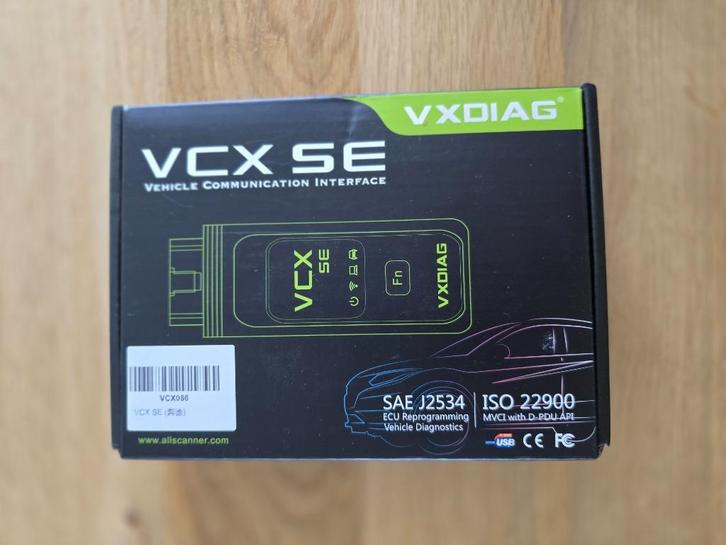 VXDIAG®
VCX SE
VEHICLE COMMUNICATION INTERFACE
VCX
SE
Fn
VXDIAG
VCX086
VCX SE (奔驰)
SAE J2534
ECU Reprogramming
Vehicle Diagnostics
ISO 22900
MVCI with D-PDU API
www.allscanner.com
USB CE FC